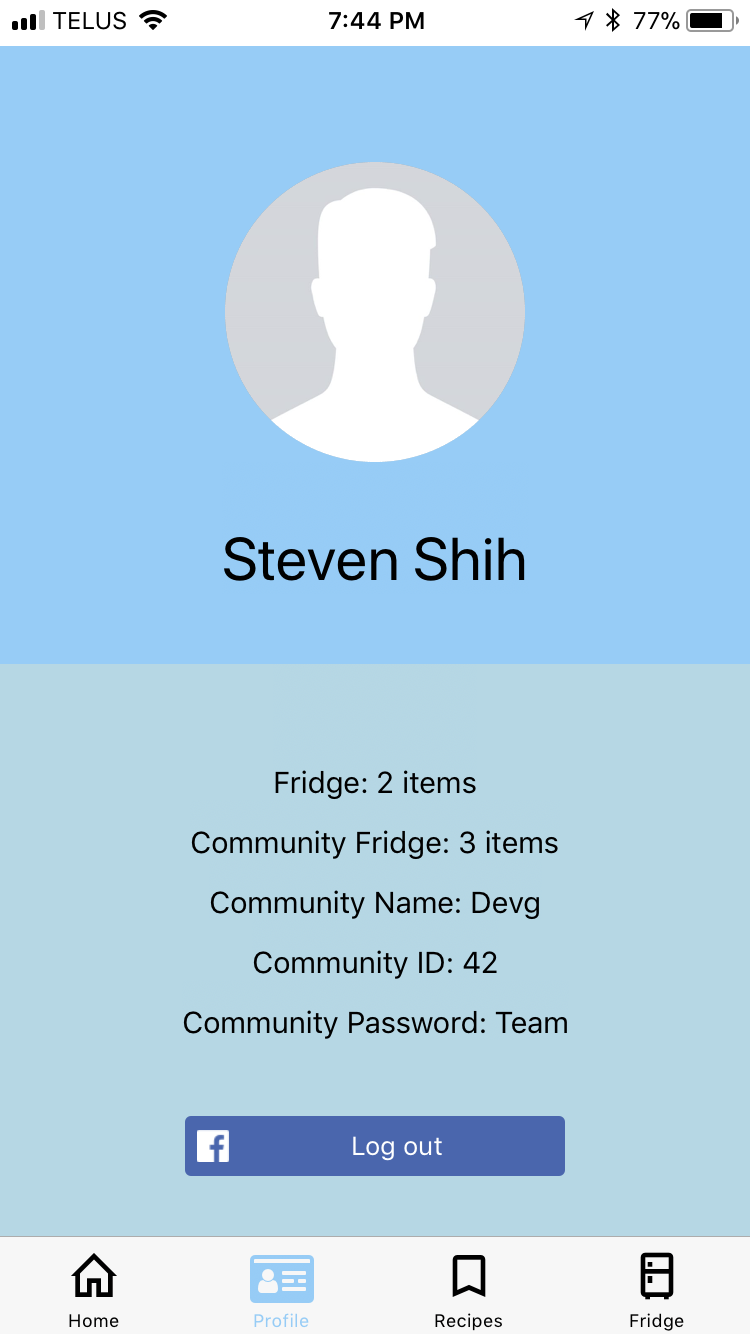 TELUS 7:44 PM 77%
Steven Shih
Fridge: 2 items
Community Fridge: 3 items
Community Name: Devg
Community ID: 42
Community Password: Team
Log out
Home Profile Recipes Fridge